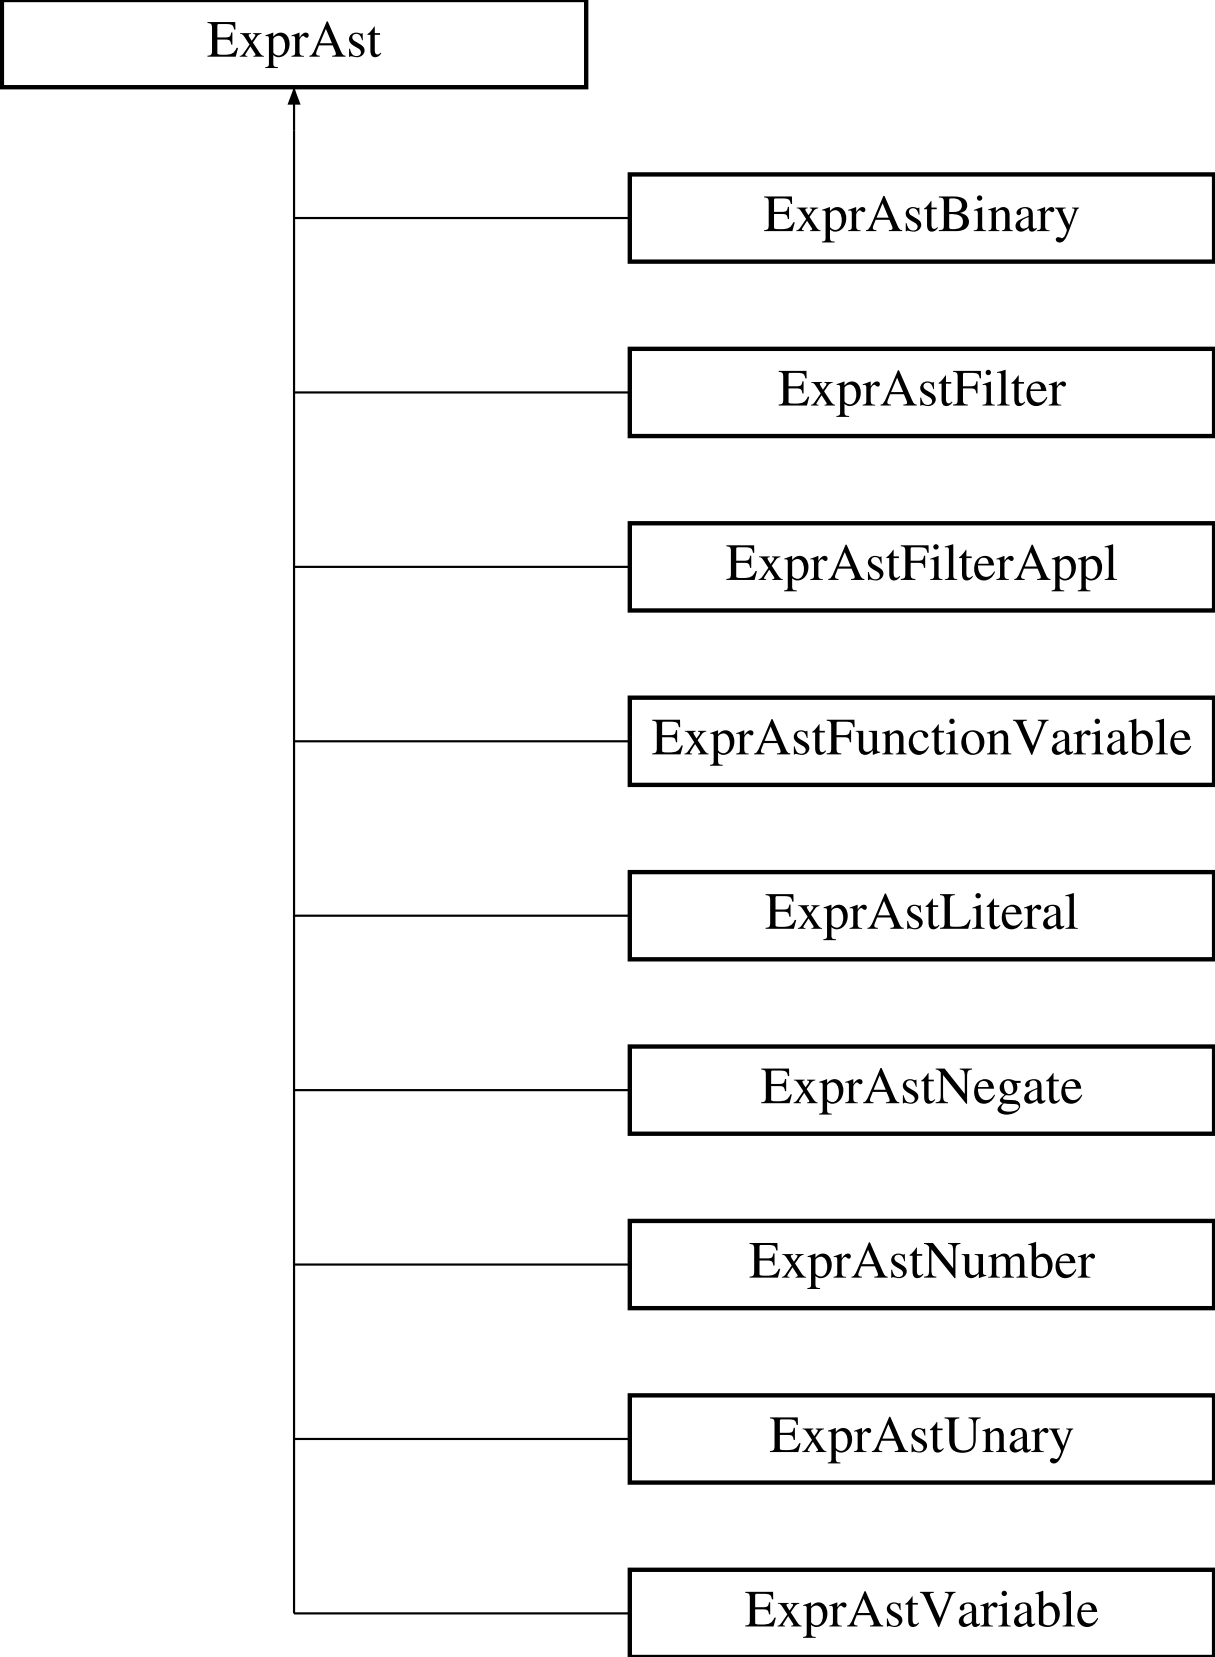 ExprAst
ExprAstBinary
ExprAstFilter
ExprAstFilterAppl
ExprAstFunctionVariable
ExprAstLiteral
ExprAstNegate
ExprAstNumber
ExprAstUnary
ExprAstVariable